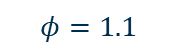 ϕ = 1.1